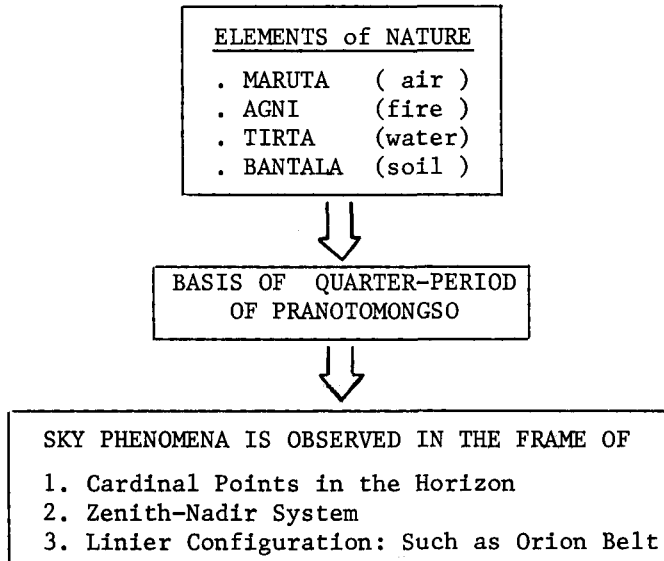 ELEMENTS of NATURE
. MARUTA ( air )
. AGNI (fire )
. TIRTA (water)
. BANTALA (soil )
BASIS OF QUARTER-PERIOD
OF PRANOTOMONGSO
SKY PHENOMENA IS OBSERVED IN THE FRAME OF
1. Cardinal Points in the Horizon
2. Zenith-Nadir System
3. Linier Configuration: Such as Orion Belt